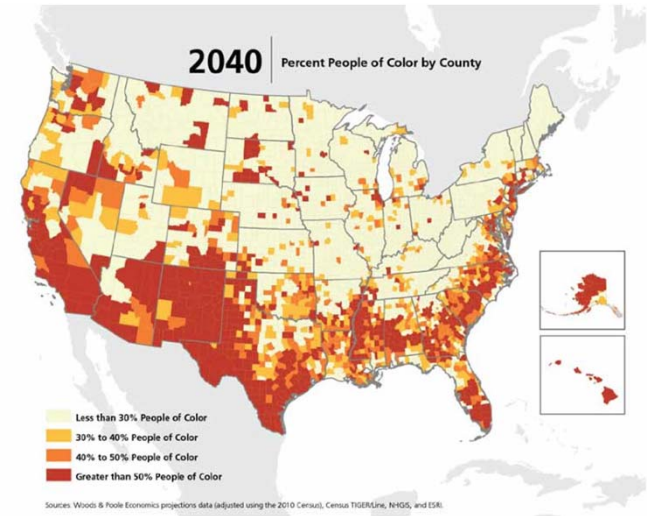 2040 Percent People of Color by County
Less than 30% People of Color
30% to 40% People of Color
40% to 50% People of Color
Greater than 50% People of Color
Sources: Woods & Poole Economics projections data (adjusted using the 2010 Census), Census TIGER/Line, NHGIS, and ESRI.